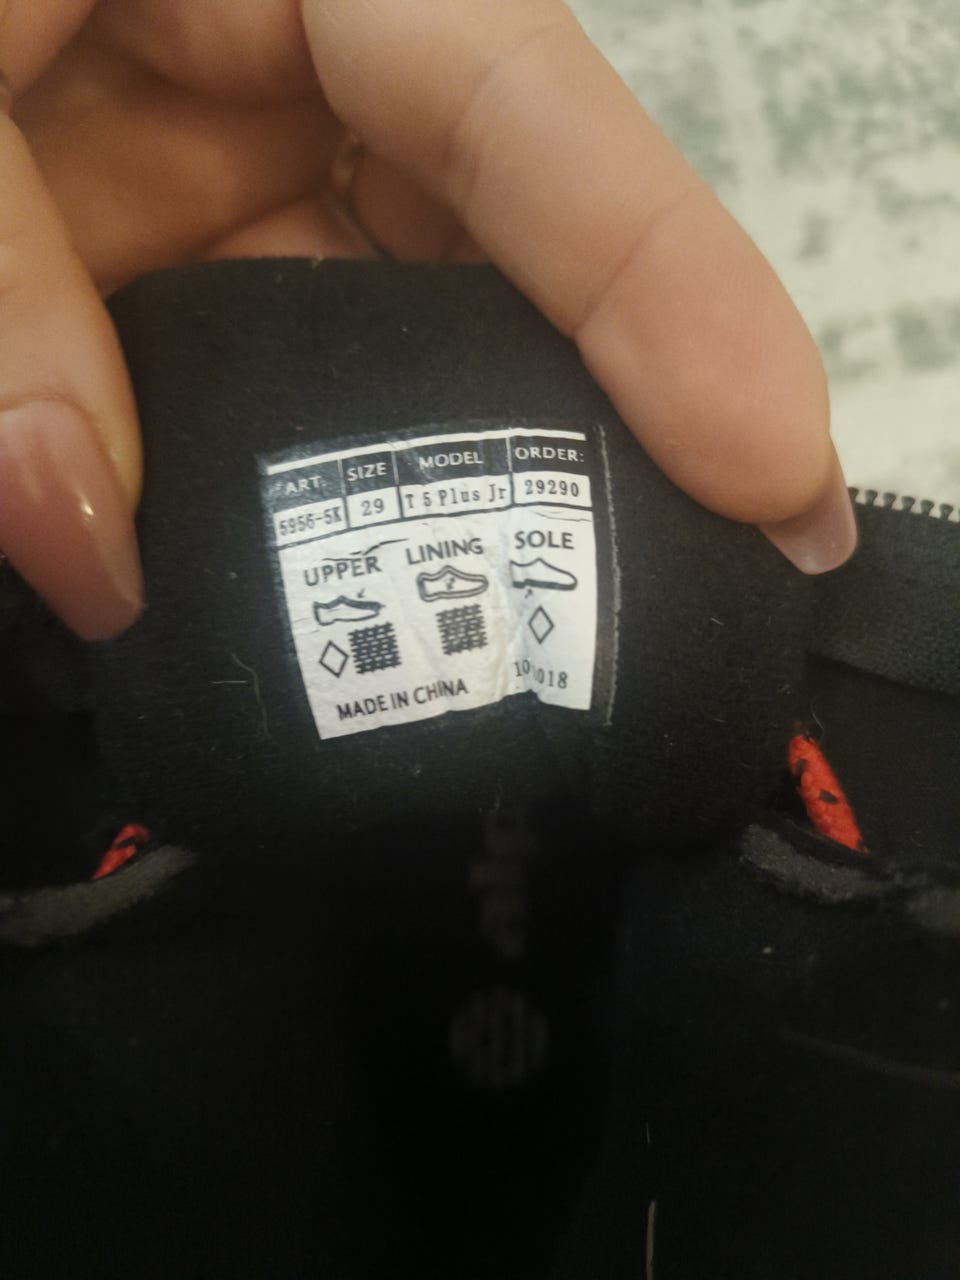 ART. SIZE MODEL ORDER:
5956-5K 29 T 5 Plus Jr 29290
UPPER LINING SOLE
MADE IN CHINA